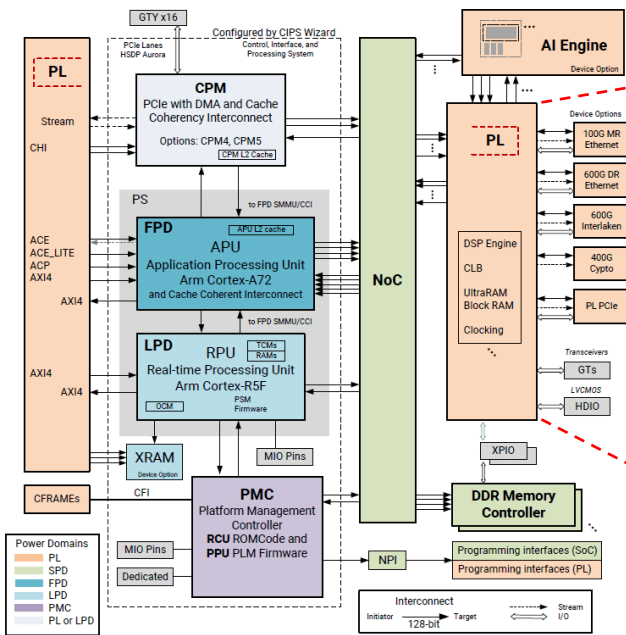 GTY x16
PCIe Lanes
HSDP Aurora
Configured by CIPS Wizard
Control, Interface, and
Processing System
PL
Stream
CHI
ACE
ACE_LITE
ACP
AXI4
AXI4
AXI4
AXI4
CPM
PCIe with DMA and Cache
Coherency Interconnect
Options: CPM4, CPM5
CPM L2 Cache
PS
to FPD SMMU/CCI
FPD
APU L2 cache
APU
Application Processing Unit
Arm Cortex-A72
and Cache Coherent Interconnect
to FPD SMMU/CCI
LPD
RPU
TCMs
RAMs
Real-time Processing Unit
Arm Cortex-R5F
OCM
PSM
Firmware
XRAM
Device Option
MIO Pins
CFRAMEs
CFI
PMC
Platform Management
Controller
RCU ROMCode and
PPU PLM Firmware
MIO Pins
Dedicated
NoC
NPI
AI Engine
Device Option
PL
DSP Engine
CLB
UltraRAM
Block RAM
Clocking
Device Options
100G MR
Ethernet
600G DR
Ethernet
600G
Interlaken
400G
Cypto
PL PCIe
Transceivers
GTs
LVCMOS
HDIO
XPIO
DDR Memory
Controller
Programming interfaces (SoC)
Programming interfaces (PL)
Power Domains
PL
SPD
FPD
LPD
PMC
PL or LPD
Interconnect
Initiator
Target
128-bit
Stream
I/O